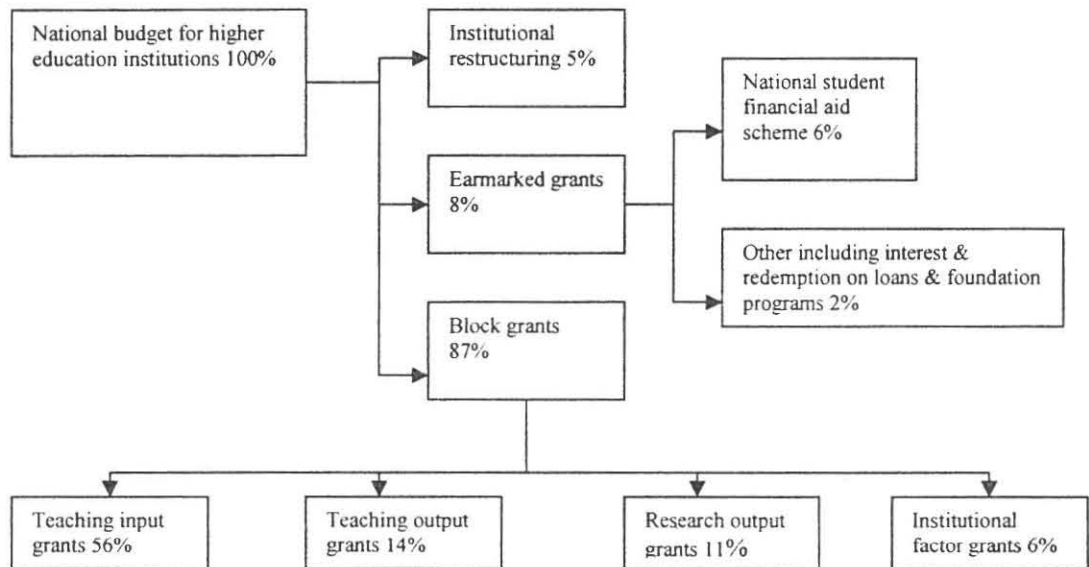 National budget for higher
education institutions 100%
Institutional
restructuring 5%
National student
financial aid
scheme 6%
Earmarked grants
8%
Other including interest &
redemption on loans & foundation
programs 2%
Block grants
87%
Teaching input
grants 56%
Teaching output
grants 14%
Research output
grants 11%
Institutional
factor grants 6%